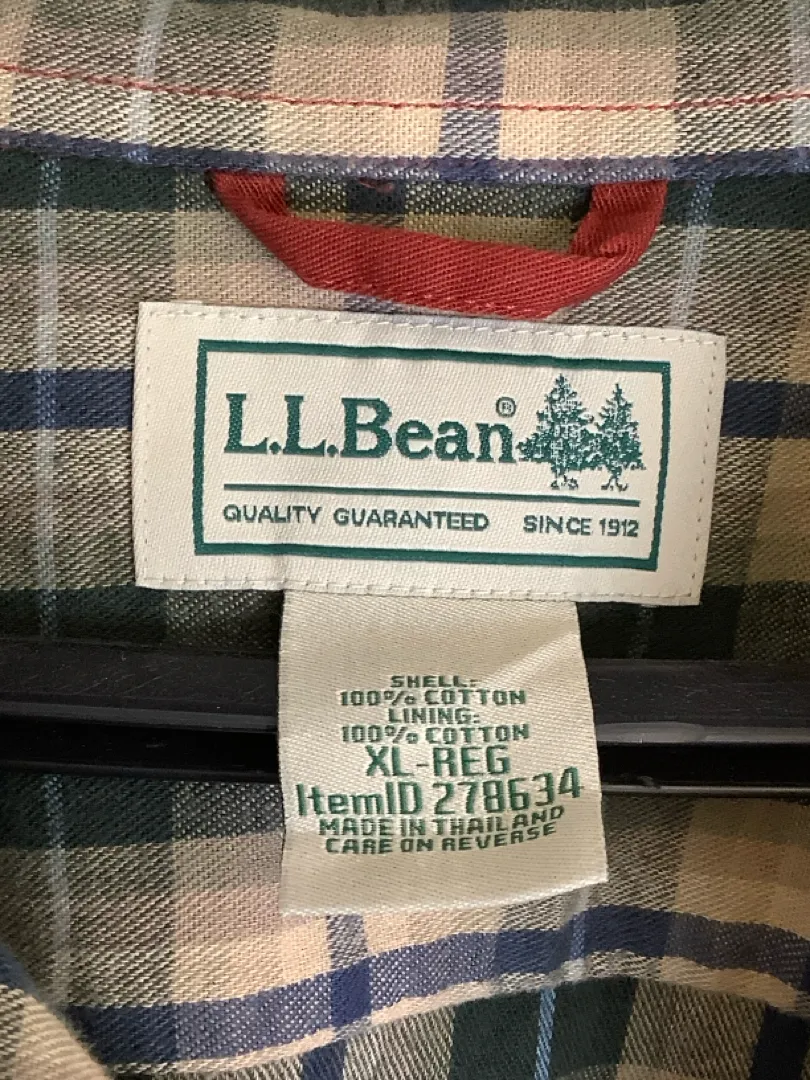 L.L.Bean®
QUALITY GUARANTEED SINCE 1912
SHELL:
100% COTTON
LINING:
100% COTTON
XL-REG
ItemID 278634
MADE IN THAILAND
CARE ON REVERSE